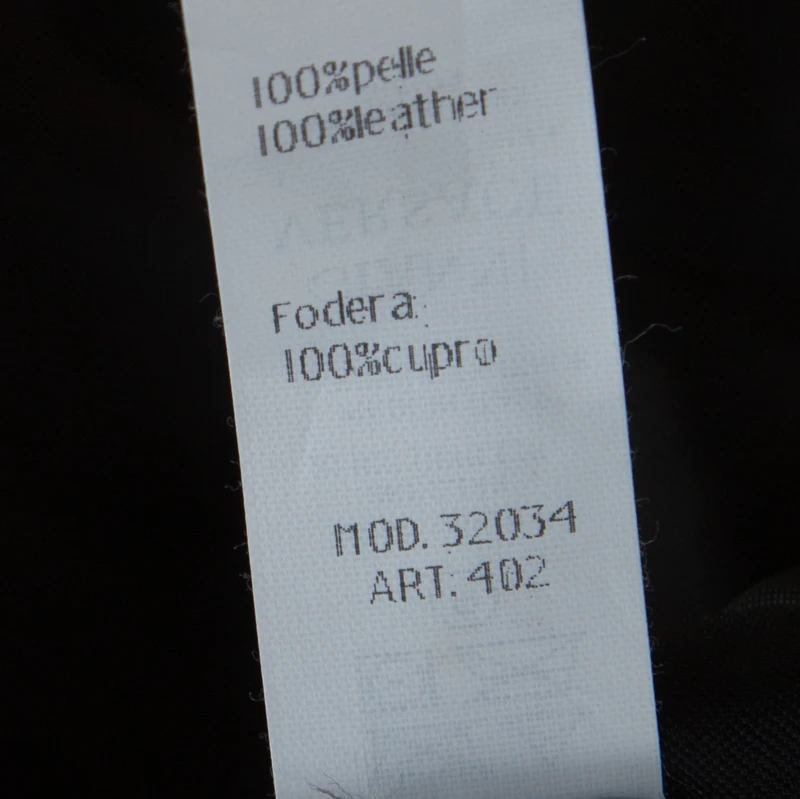 100%pelle
100%leather
Fodera:
100%cupro
MOD. 32034
ART. 402